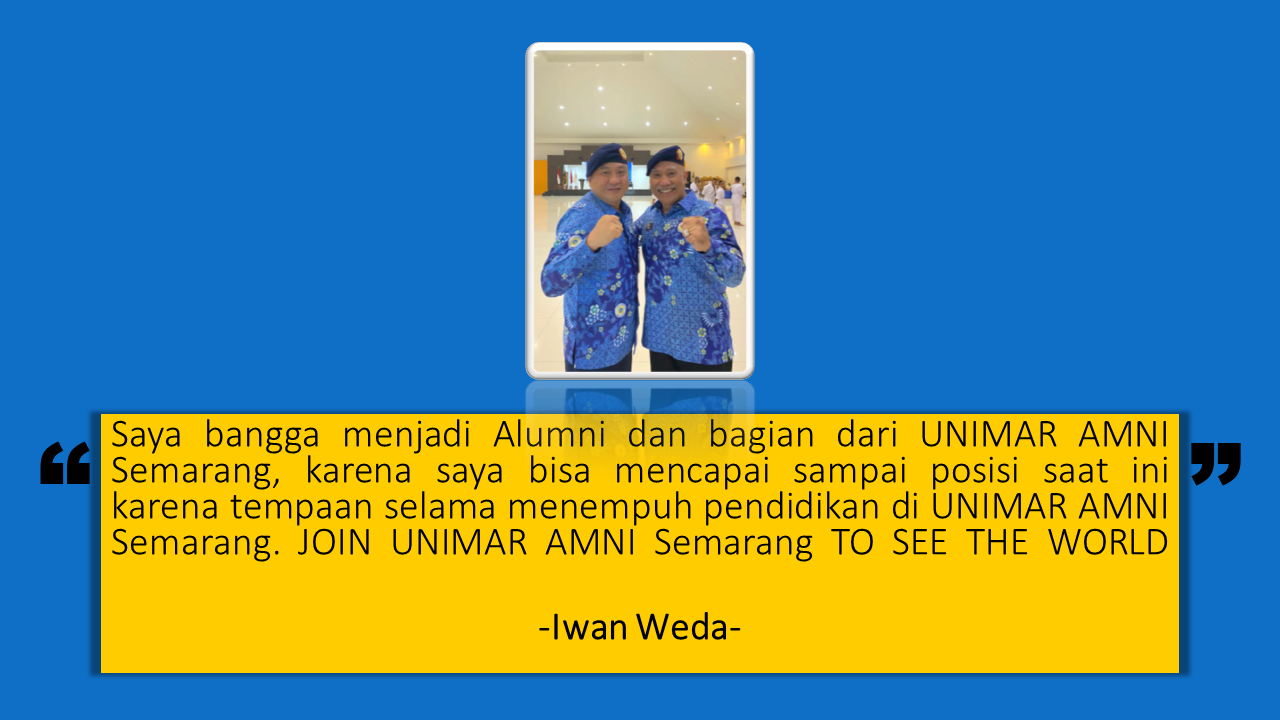 “
Saya bangga menjadi Alumni dan bagian dari UNIMAR AMNI
Semarang, karena saya bisa mencapai sampai posisi saat ini
karena tempaan selama menempuh pendidikan di UNIMAR AMNI
Semarang. JOIN UNIMAR AMNI Semarang TO SEE THE WORLD
”
-Iwan Weda-